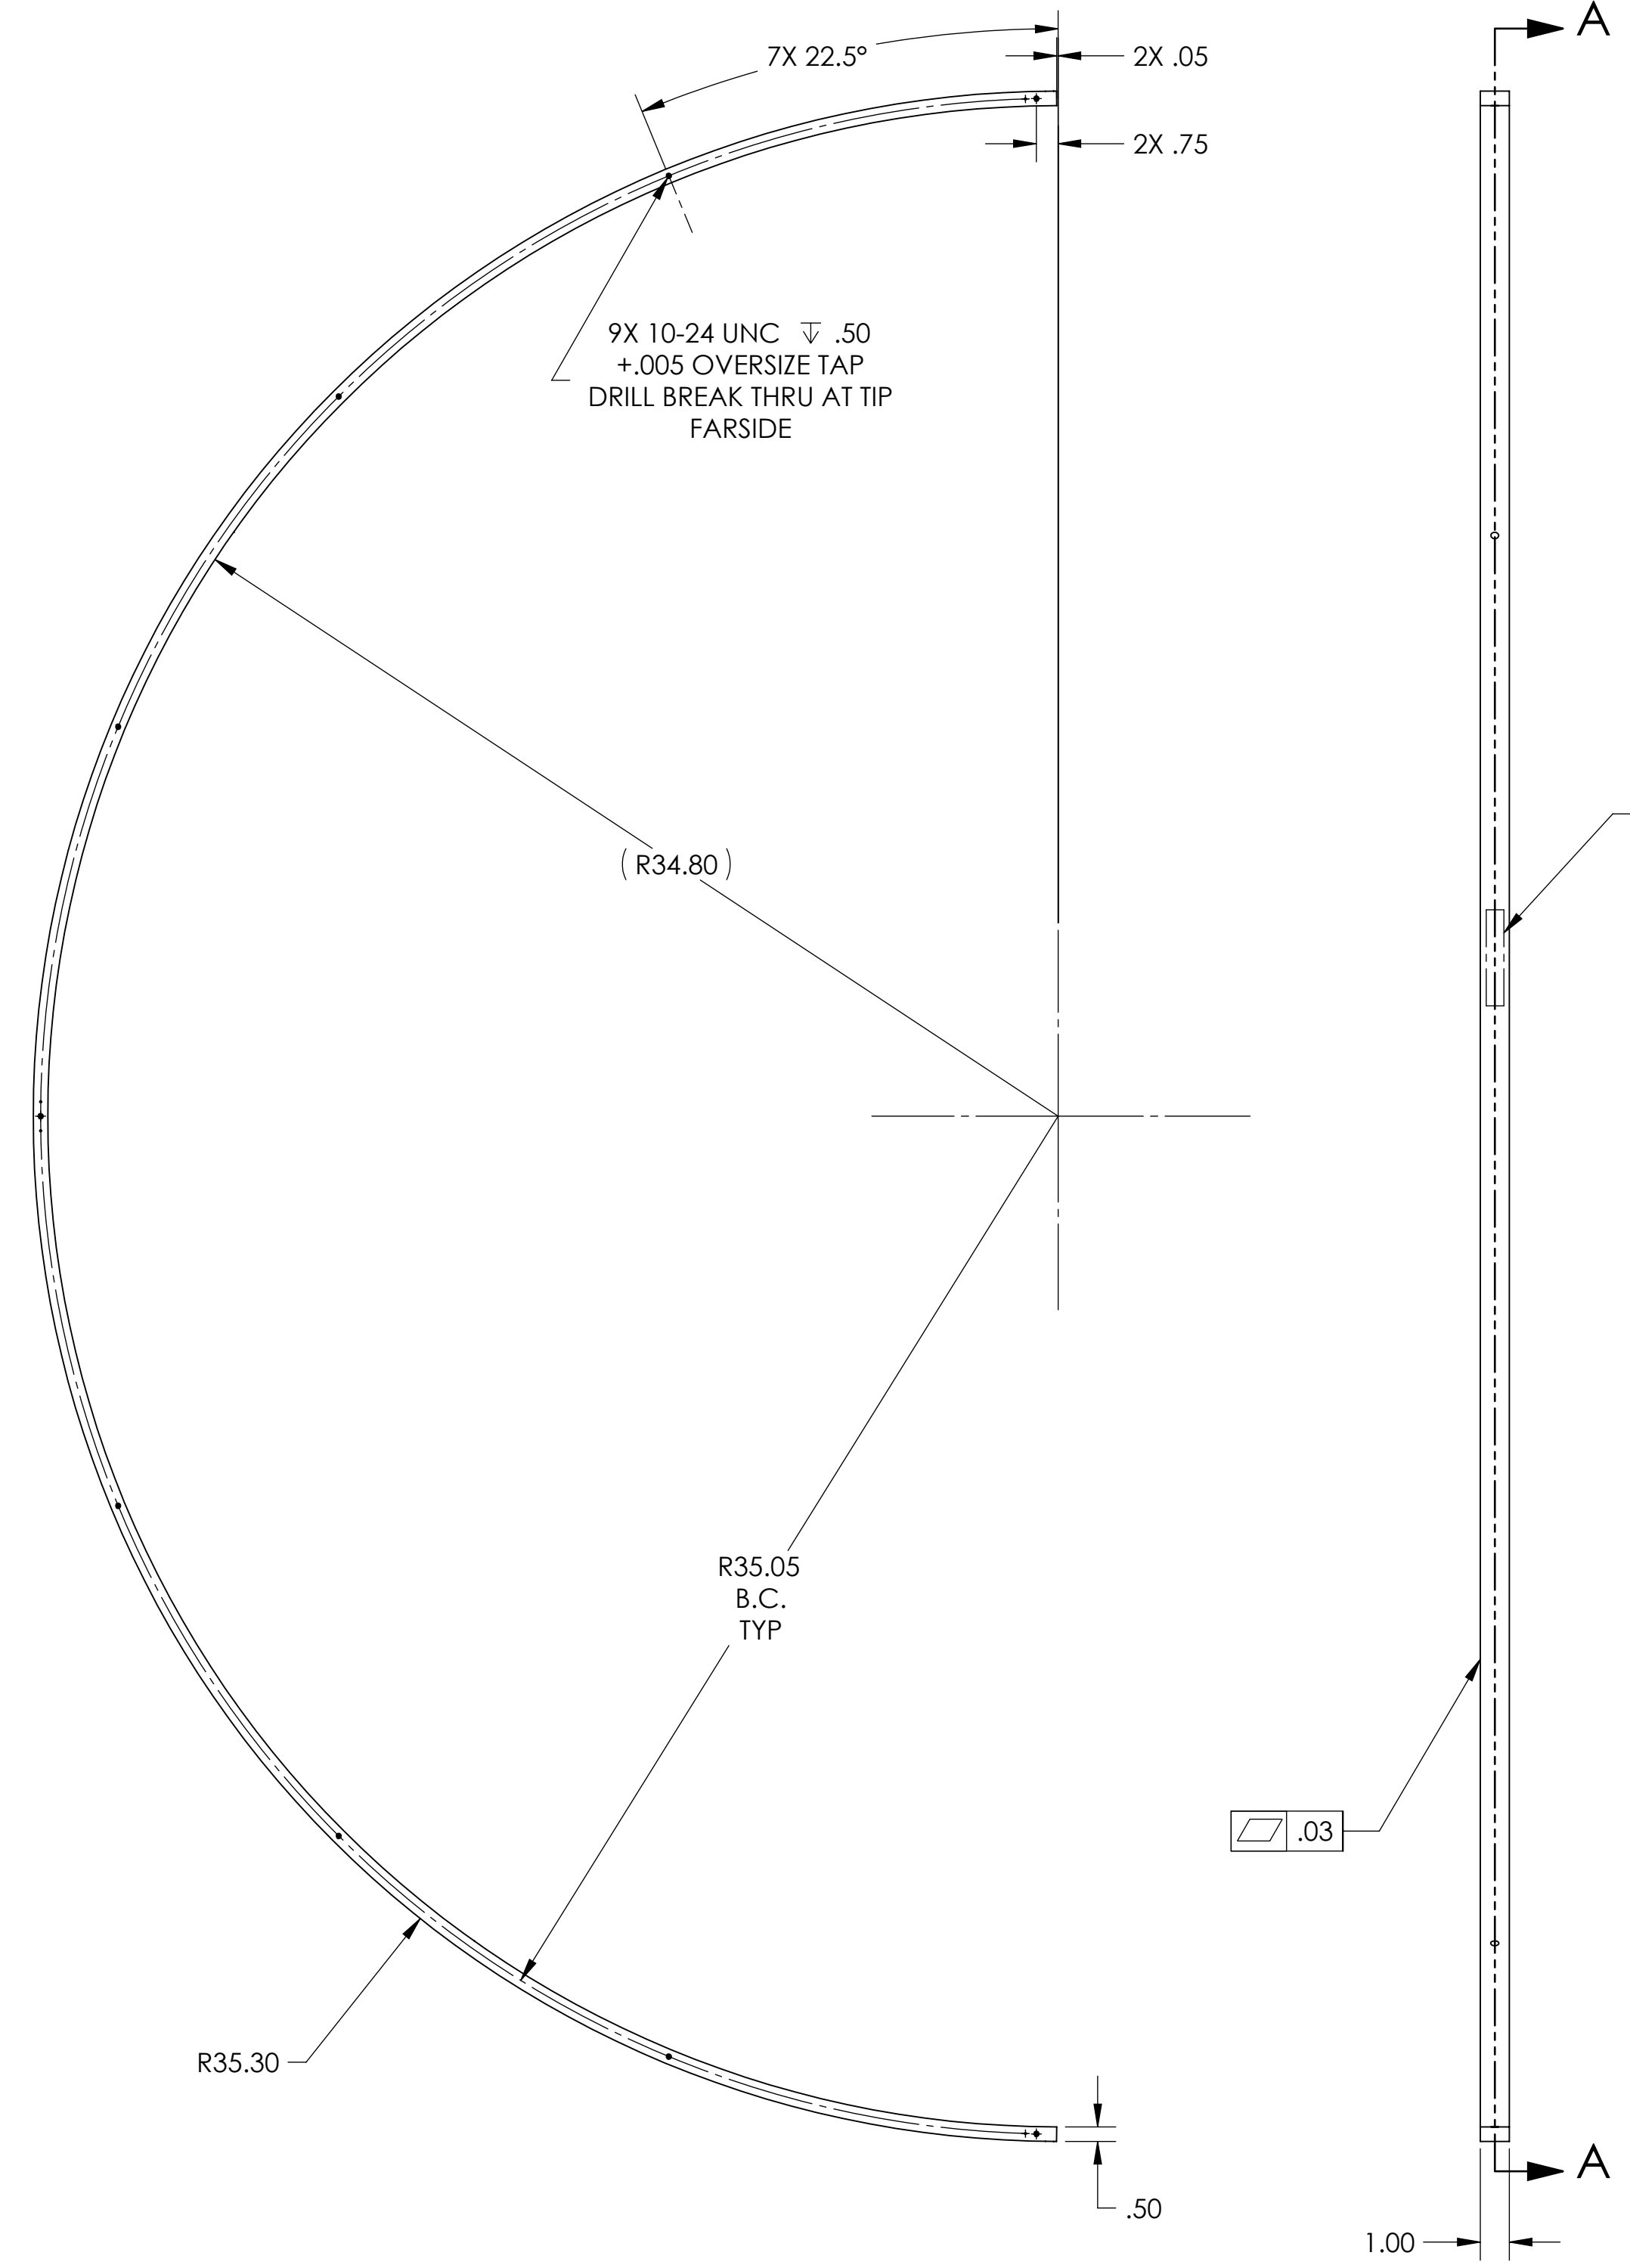 A
7X 22.5°
2X .05
2X .75
9X 10-24 UNC ↧ .50
+.005 OVERSIZE TAP
DRILL BREAK THRU AT TIP
FARSIDE
( R34.80 )
R35.05
B.C.
TYP
.03
R35.30
A
.50
1.00